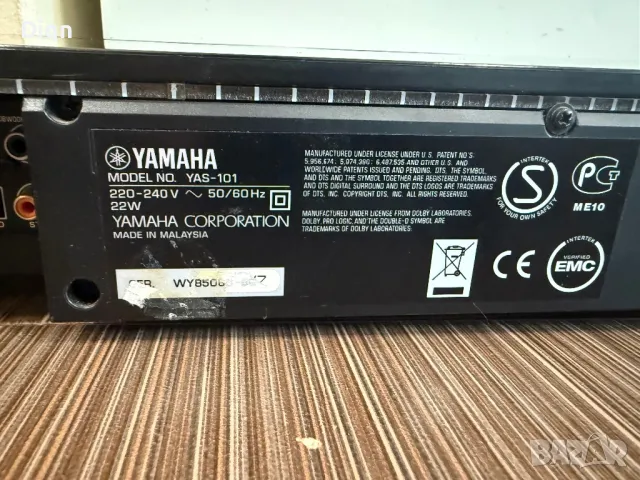 Dian
YAMAHA
MODEL NO. YAS-101
220-240V ~ 50/60Hz
22W
YAMAHA CORPORATION
MADE IN MALAYSIA
SER.
MANUFACTURED UNDER LICENSE UNDER U.S. PATENT NO'S:
5,956,674; 5,974,380; 6,487,535 AND OTHER U.S. AND
WORLDWIDE PATENTS ISSUED AND PENDING. DTS, THE SYMBOL,
AND DTS AND THE SYMBOL TOGETHER ARE REGISTERED TRADEMARKS
AND DTS DIGITAL SURROUND AND THE DTS LOGOS ARE TRADEMARKS
OF DTS, INC. COPYRIGHT DTS, INC. ALL RIGHTS RESERVED.
MANUFACTURED UNDER LICENSE FROM DOLBY LABORATORIES.
DOLBY, PRO LOGIC, AND THE DOUBLE-D SYMBOL ARE
TRADEMARKS OF DOLBY LABORATORIES.
INTERTEK
S
FOR YOUR OWN SAFETY
ME10
CE
INTERTEK
VERIFIED
EMC
BAZAR